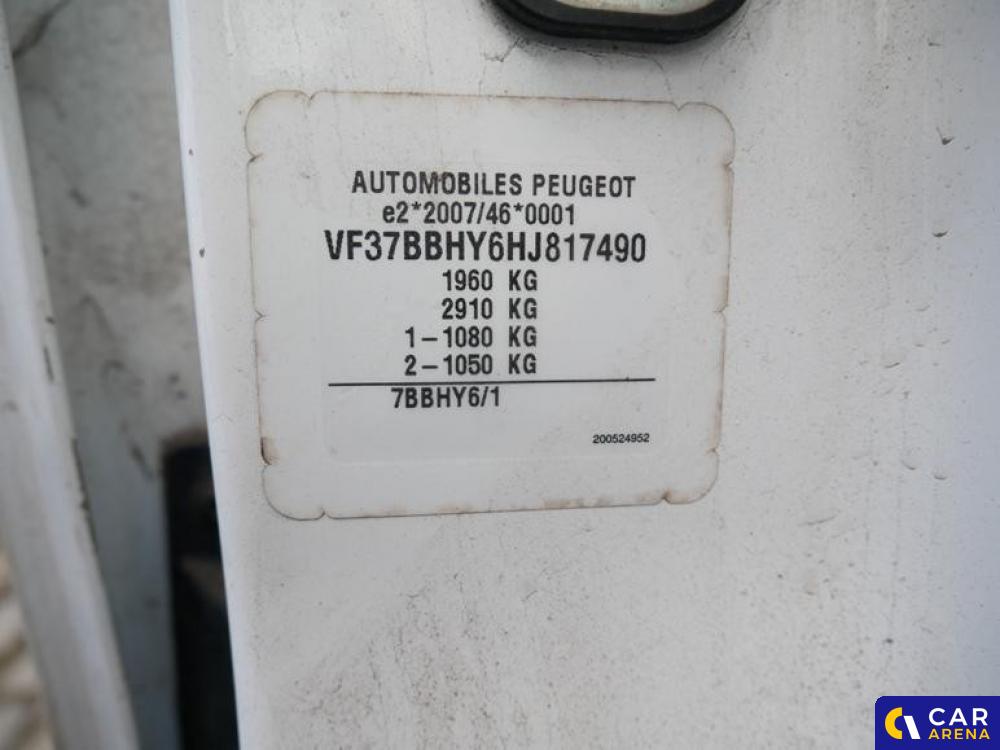 AUTOMOBILES PEUGEOT
e2*2007/46*0001
VF37BBHY6HJ817490
1960 KG
2910 KG
1-1080 KG
2-1050 KG
7BBHY6/1
200524952
CAR
ARENA